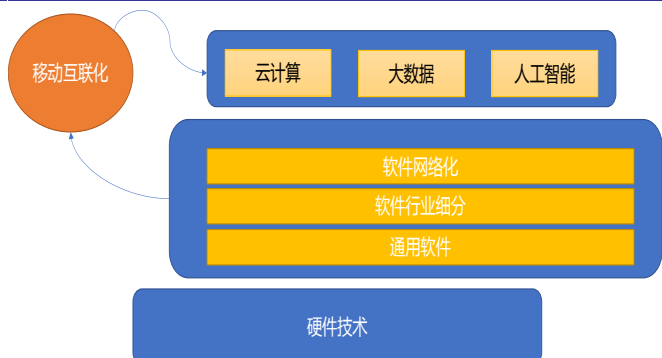 移动互联化
云计算
大数据
人工智能
软件网络化
软件行业细分
通用软件
硬件技术